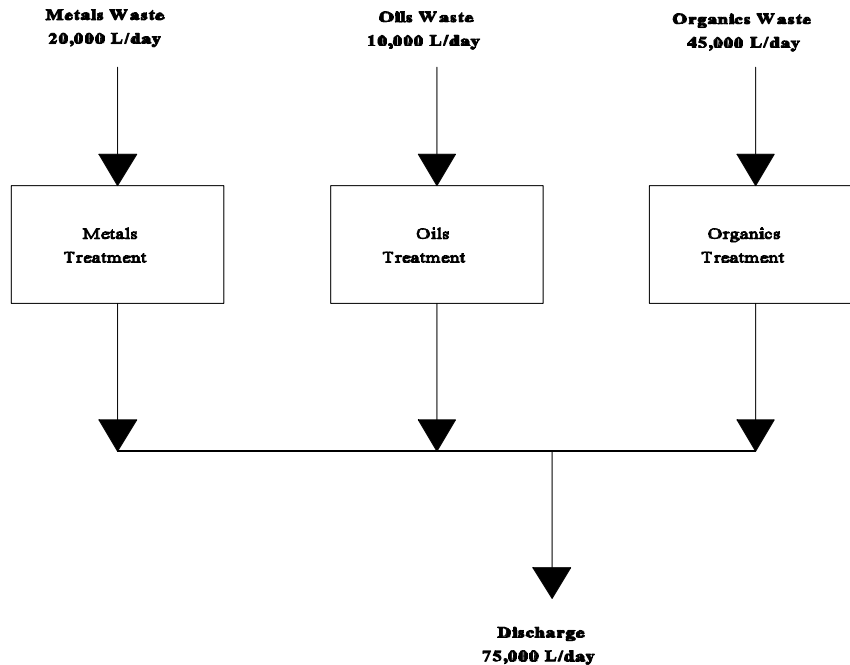 Metals Waste
20,000 L/day
Oils Waste
10,000 L/day
Organics Waste
45,000 L/day
Metals
Treatment
Oils
Treatment
Organics
Treatment
Discharge
75,000 L/day